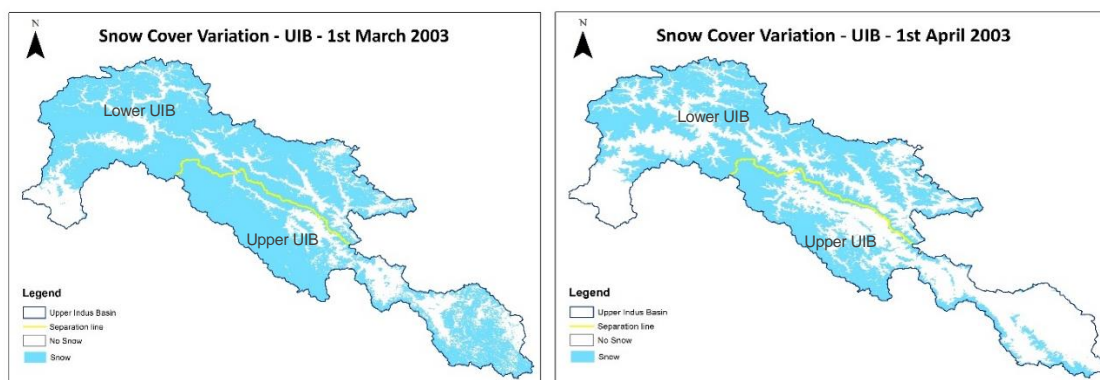 N
Snow Cover Variation - UIB - 1st March 2003
Lower UIB
Upper UIB
Legend
Upper Indus Basin
Separation line
No Snow
Snow
N
Snow Cover Variation - UIB - 1st April 2003
Lower UIB
Upper UIB
Legend
Upper Indus Basin
Separation line
No Snow
Snow